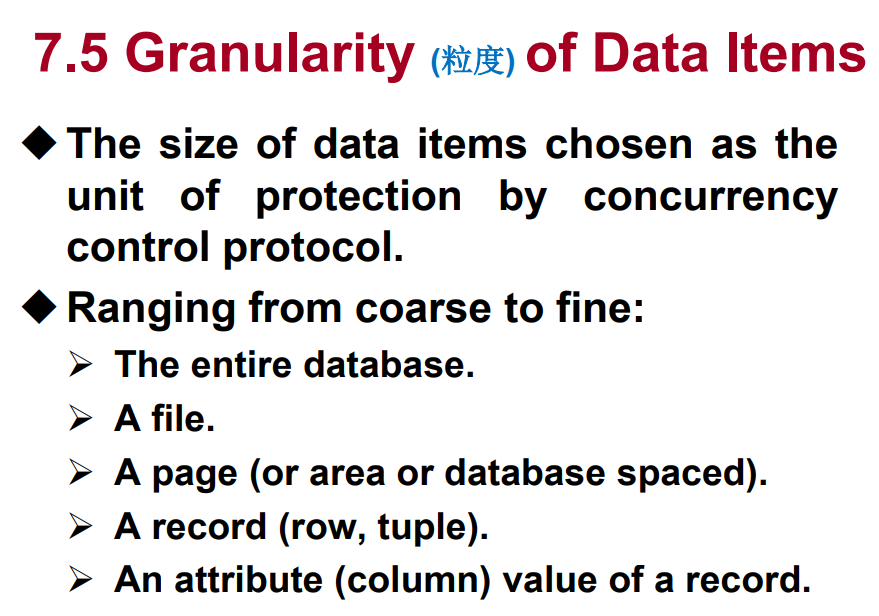 7.5 Granularity (粒度) of Data Items
◆ The size of data items chosen as the
unit of protection by concurrency
control protocol.
◆ Ranging from coarse to fine:
➢ The entire database.
➢ A file.
➢ A page (or area or database spaced).
➢ A record (row, tuple).
➢ An attribute (column) value of a record.